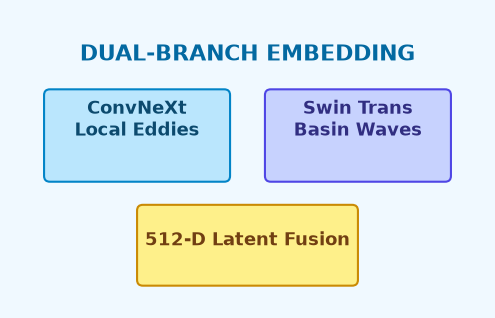 DUAL-BRANCH EMBEDDING
ConvNeXt
Local Eddies
Swin Trans
Basin Waves
512-D Latent Fusion